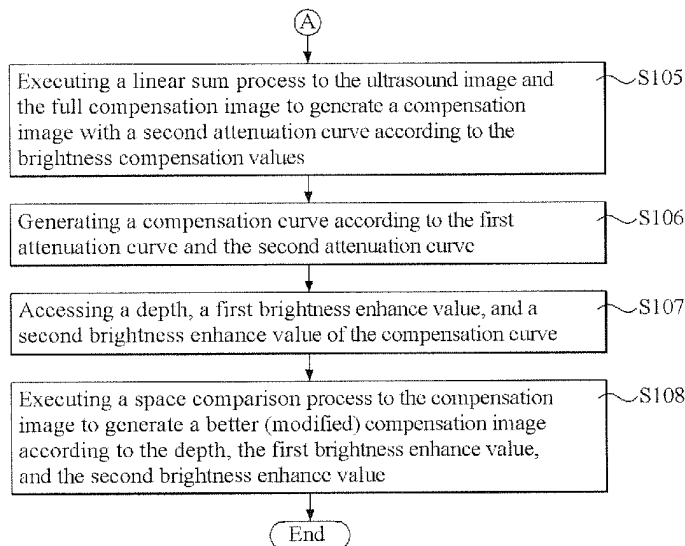 A
Executing a linear sum process to the ultrasound image and
the full compensation image to generate a compensation
image with a second attenuation curve according to the
brightness compensation values
S105
Generating a compensation curve according to the first
attenuation curve and the second attenuation curve
S106
Accessing a depth, a first brightness enhance value, and a
second brightness enhance value of the compensation curve
S107
Executing a space comparison process to the compensation
image to generate a better (modified) compensation image
according to the depth, the first brightness enhance value,
and the second brightness enhance value
S108
End